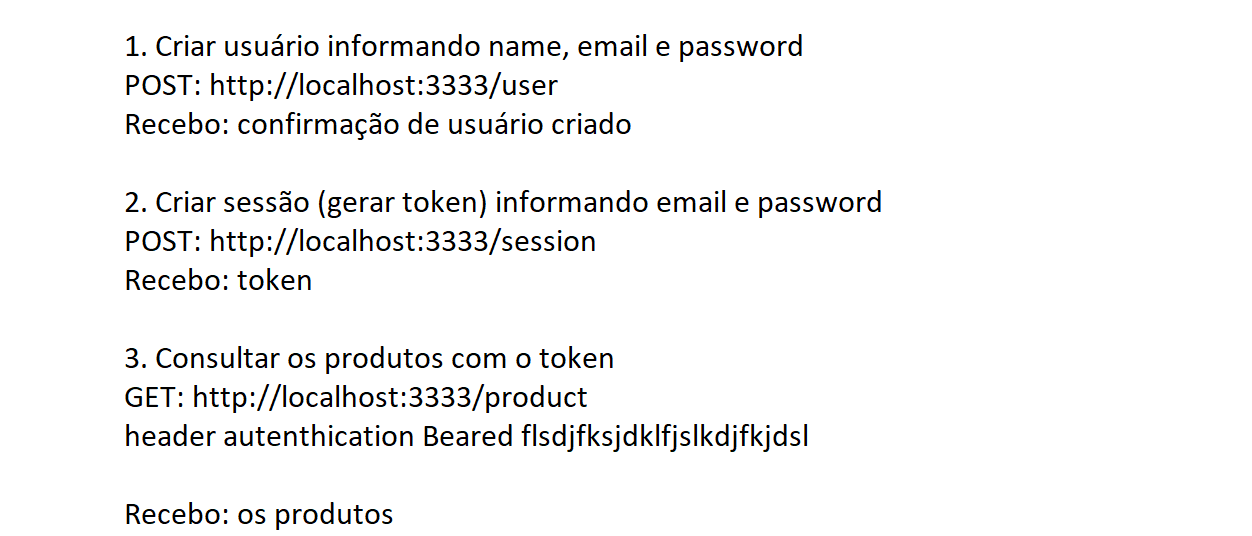 1. Criar usuário informando name, email e password
POST: http://localhost:3333/user
Recebo: confirmação de usuário criado
2. Criar sessão (gerar token) informando email e password
POST: http://localhost:3333/session
Recebo: token
3. Consultar os produtos com o token
GET: http://localhost:3333/product
header autenthication Beared flsdjfksjdklfjslkdjfkjdsl
Recebo: os produtos